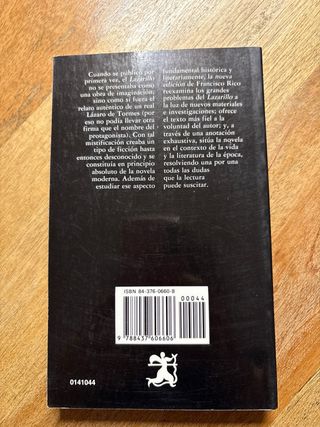 Cuando se publicó por
primera vez, el Lazarillo
no se presentaba como
una obra de imaginación,
sino como si fuera el
relato auténtico de un real
Lázaro de Tormes (por
eso no podía llevar otra
firma que el nombre del
protagonista). Con tal
mistificación creaba un
tipo de ficción hasta
entonces desconocido y se
constituía en principio
absoluto de la novela
moderna. Además de
estudiar ese aspecto
fundamental histórica y
literariamente, la nueva
edición de Francisco Rico
reexamina los grandes
problemas del Lazarillo a
la luz de nuevos materiales
e investigaciones; ofrece
el texto más fiel a la
voluntad del autor; y, a
través de una anotación
exhaustiva, sitúa la novela
en el contexto de la vida
y la literatura de la época,
resolviendo una por una
todas las dudas
que la lectura
puede suscitar.
ISBN 84-376-0660-8
00044
9 788437 606606
0141044